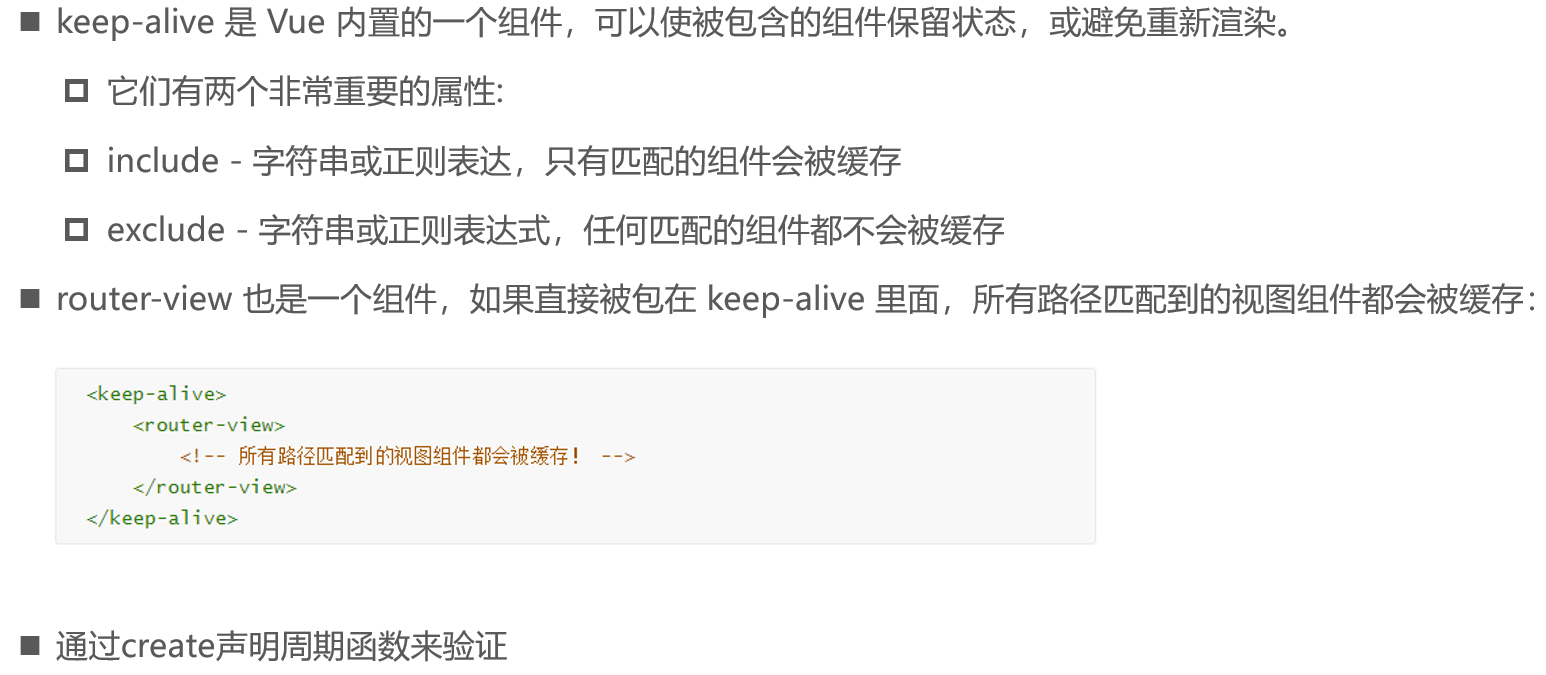 keep-alive 是 Vue 内置的一个组件，可以使被包含的组件保留状态，或避免重新渲染。
它们有两个非常重要的属性:
include - 字符串或正则表达，只有匹配的组件会被缓存
exclude - 字符串或正则表达式，任何匹配的组件都不会被缓存
router-view 也是一个组件，如果直接被包在 keep-alive 里面，所有路径匹配到的视图组件都会被缓存：
<keep-alive>
<router-view>
<!-- 所有路径匹配到的视图组件都会被缓存！ -->
</router-view>
</keep-alive>
通过create声明周期函数来验证